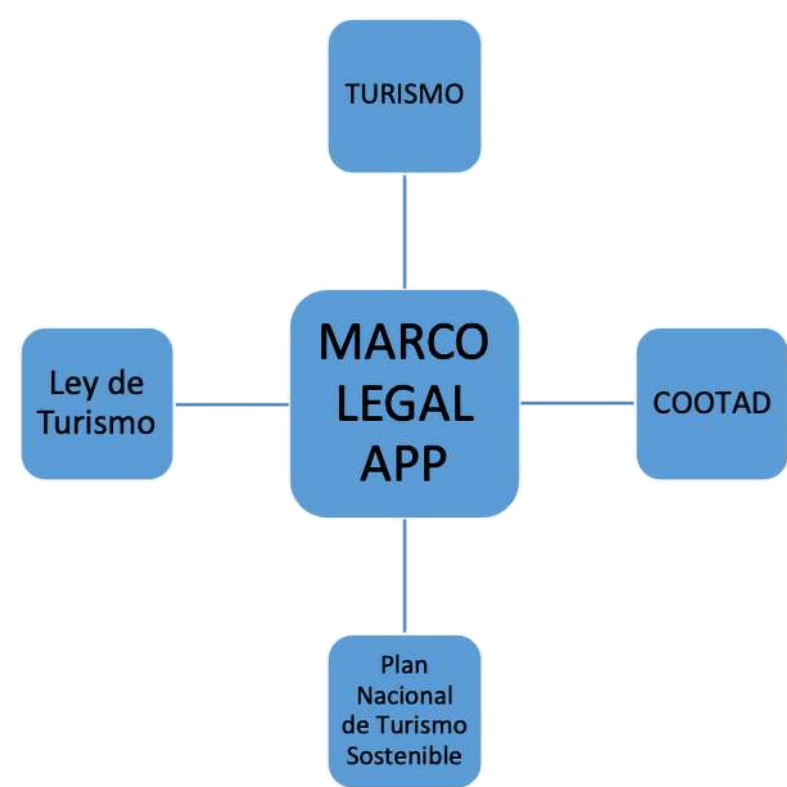 TURISMO
Ley de
Turismo
MARCO
LEGAL
APP
COOTAD
Plan
Nacional
de Turismo
Sostenible